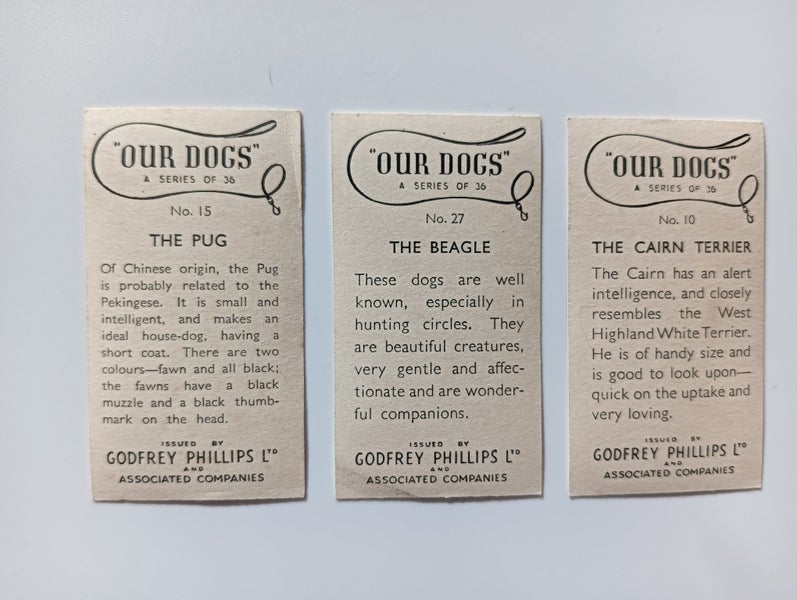 "OUR DOGS"
A SERIES OF 36
No. 15
THE PUG
Of Chinese origin, the Pug
is probably related to the
Pekingese. It is small and
intelligent, and makes an
ideal house-dog, having a
short coat. There are two
colours—fawn and all black;
the fawns have a black
muzzle and a black thumb-
mark on the head.
ISSUED BY
GODFREY PHILLIPS LTD
AND
ASSOCIATED COMPANIES
"OUR DOGS"
A SERIES OF 36
No. 27
THE BEAGLE
These dogs are well
known, especially in
hunting circles. They
are beautiful creatures,
very gentle and affec-
tionate and are wonder-
ful companions.
ISSUED BY
GODFREY PHILLIPS LTD
AND
ASSOCIATED COMPANIES
"OUR DOGS"
A SERIES OF 36
No. 10
THE CAIRN TERRIER
The Cairn has an alert
intelligence, and closely
resembles the West
Highland White Terrier.
He is of handy size and
is good to look upon—
quick on the uptake and
very loving.
ISSUED BY
GODFREY PHILLIPS LTD
AND
ASSOCIATED COMPANIES